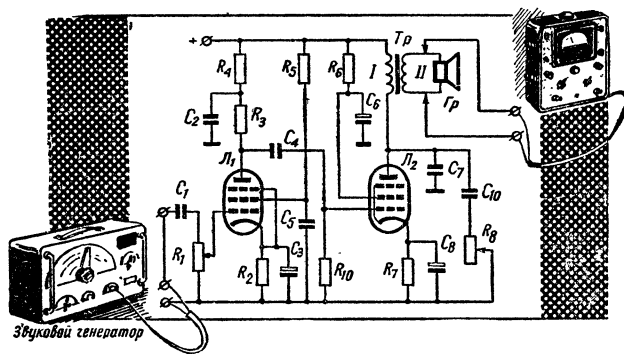 +
Тр
R4
R5
R6
I
II
Гр
C2
R3
C6
C4
Л1
Л2
C7
C1
C5
C10
R1
R8
C3
C8
R2
R10
R7
Звуковой генератор